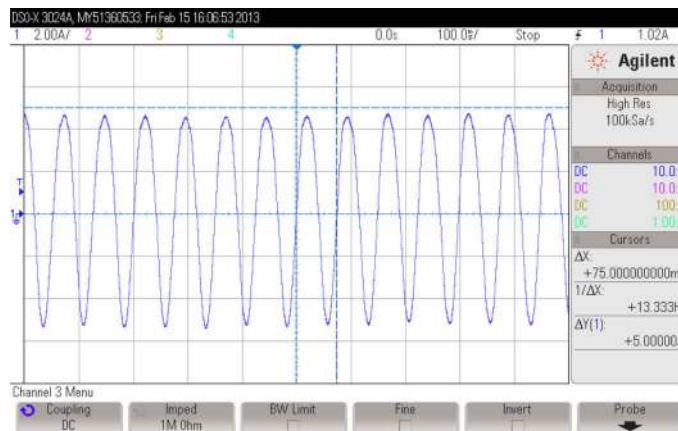 DSO-X 3024A, MY51360533: Fri Feb 15 16:06:53 2013
1 2.00A/ 2 3 4 0.0s 100.0 / Stop 1 1.02A
Agilent
Acquisition
High Res
100kSa/s
Channels
DC 10.0:
DC 10.0:
DC 100:
DC 1.00:
Cursors
ΔX:
+75.000000000m
1/ΔX:
+13.333H
ΔY(1):
+5.00000
T
1
Channel 3 Menu
Coupling Imped BW Limit Fine Invert Probe
DC 1M Ohm